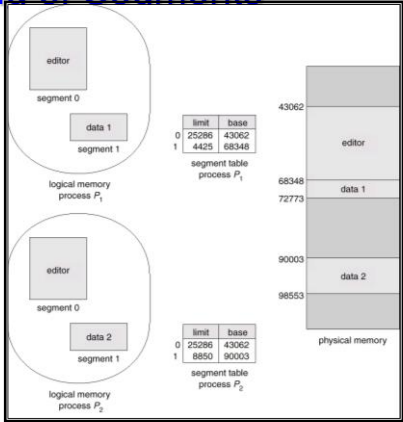 editor
segment 0
data 1
segment 1
logical memory
process P1
limit base
0 25286 43062
1 4425 68348
segment table
process P1
editor
segment 0
data 2
segment 1
logical memory
process P2
limit base
0 25286 43062
1 8850 90003
segment table
process P2
43062
editor
68348
data 1
72773
90003
data 2
98553
physical memory